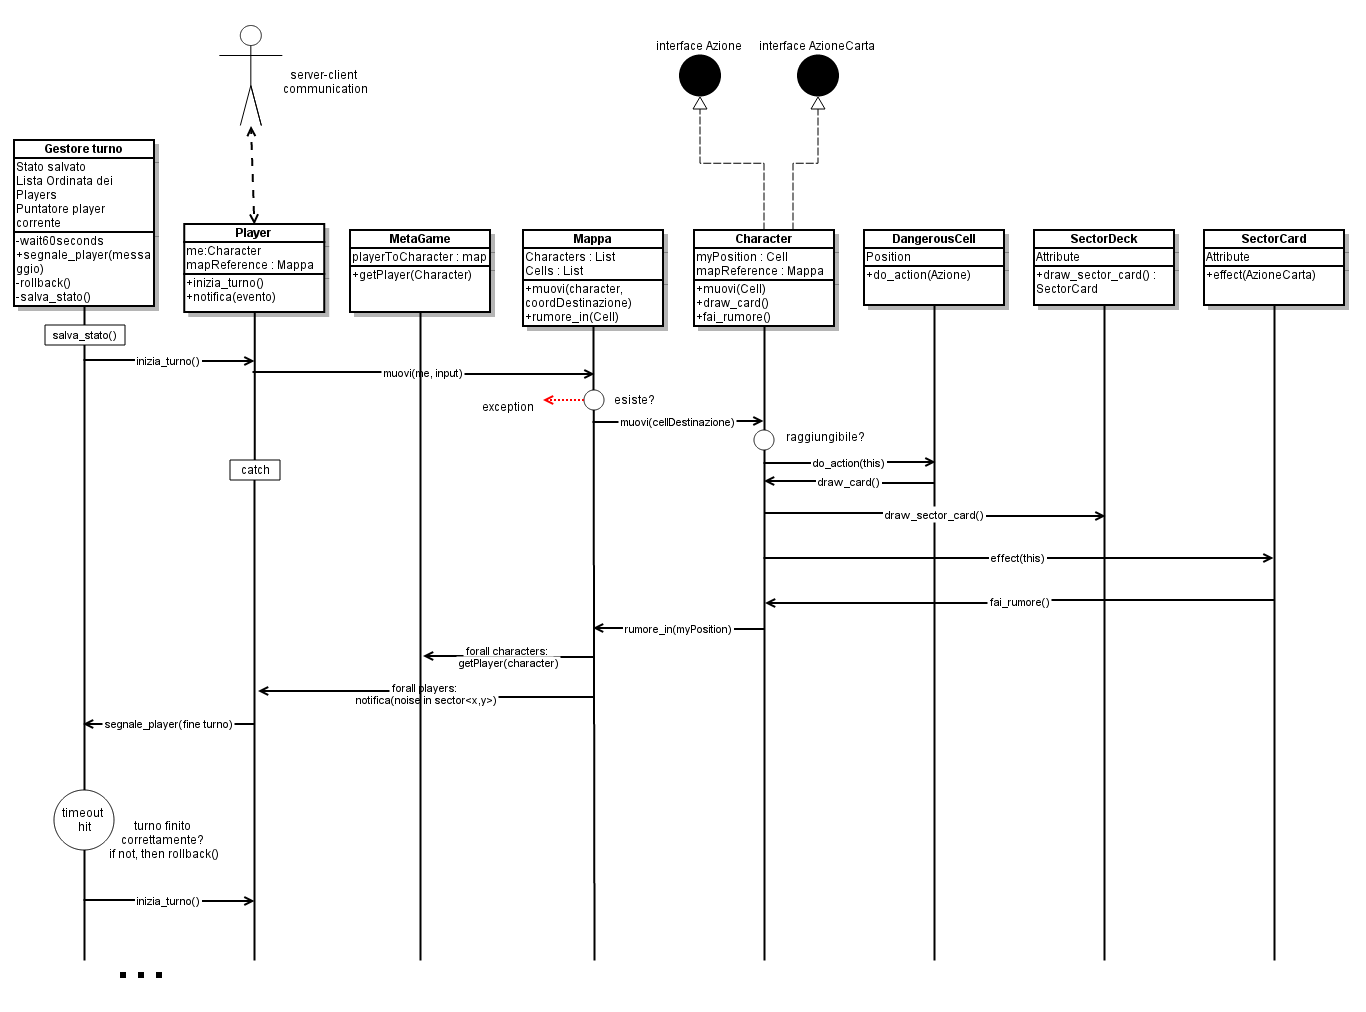 interface Azione
interface AzioneCarta
server-client
communication
Gestore turno
Stato salvato
Lista Ordinata dei
Players
Puntatore player
corrente
-wait60seconds
+segnale_player(messa
ggio)
-rollback()
-salva_stato()
Player
me:Character
mapReference : Mappa
+inizia_turno()
+notifica(evento)
MetaGame
playerToCharacter : map
+getPlayer(Character)
Mappa
Characters : List
Cells : List
+muovi(character,
coordDestinazione)
+rumore_in(Cell)
Character
myPosition : Cell
mapReference : Mappa
+muovi(Cell)
+draw_card()
+fai_rumore()
DangerousCell
Position
+do_action(Azione)
SectorDeck
Attribute
+draw_sector_card() :
SectorCard
SectorCard
Attribute
+effect(AzioneCarta)
salva_stato()
inizia_turno()
muovi(me, input)
exception
esiste?
muovi(cellDestinazione)
raggiungibile?
catch
do_action(this)
draw_card()
draw_sector_card()
effect(this)
fai_rumore()
rumore_in(myPosition)
forall characters:
getPlayer(character)
forall players:
notifica(noise in sector<x,y>)
segnale_player(fine turno)
timeout
hit
turno finito
correttamente?
if not, then rollback()
inizia_turno()
...